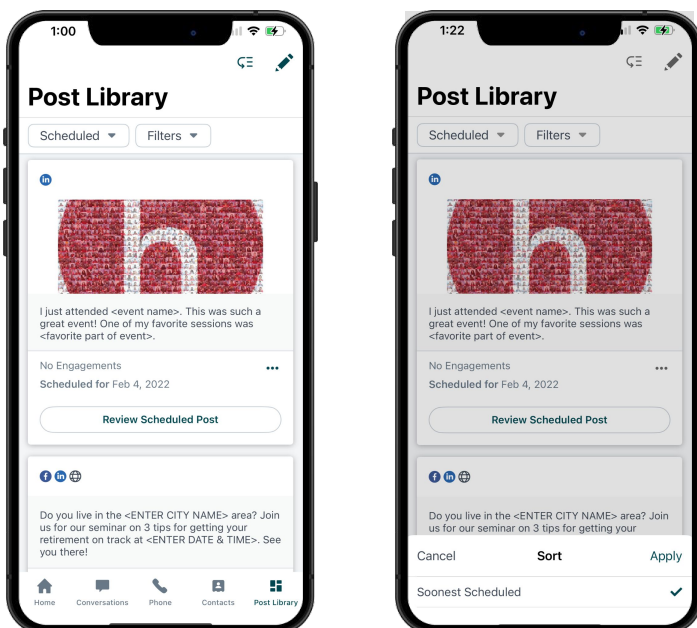 1:00
Post Library
Scheduled
Filters
in
h
I just attended <event name>. This was such a
great event! One of my favorite sessions was
<favorite part of event>.
No Engagements
Scheduled for Feb 4, 2022
Review Scheduled Post
f in
Do you live in the <ENTER CITY NAME> area? Join
us for our seminar on 3 tips for getting your
retirement on track at <ENTER DATE & TIME>. See
you there!
Home Conversations Phone Contacts Post Library
1:22
Post Library
Scheduled
Filters
in
h
I just attended <event name>. This was such a
great event! One of my favorite sessions was
<favorite part of event>.
No Engagements
Scheduled for Feb 4, 2022
Review Scheduled Post
f in
Do you live in the <ENTER CITY NAME> area? Join
us for our seminar on 3 tips for getting your
Cancel Sort Apply
Soonest Scheduled